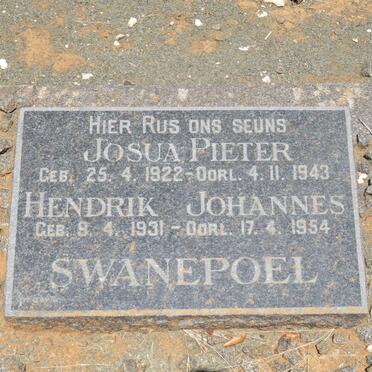 HIER RUS ONS SEUNS
JOSUA PIETER
GEB. 25. 4. 1922 - OORL. 4. 11. 1943
HENDRIK JOHANNES
GEB. 9. 4. 1931 - OORL. 17. 4. 1954
SWANEPOEL